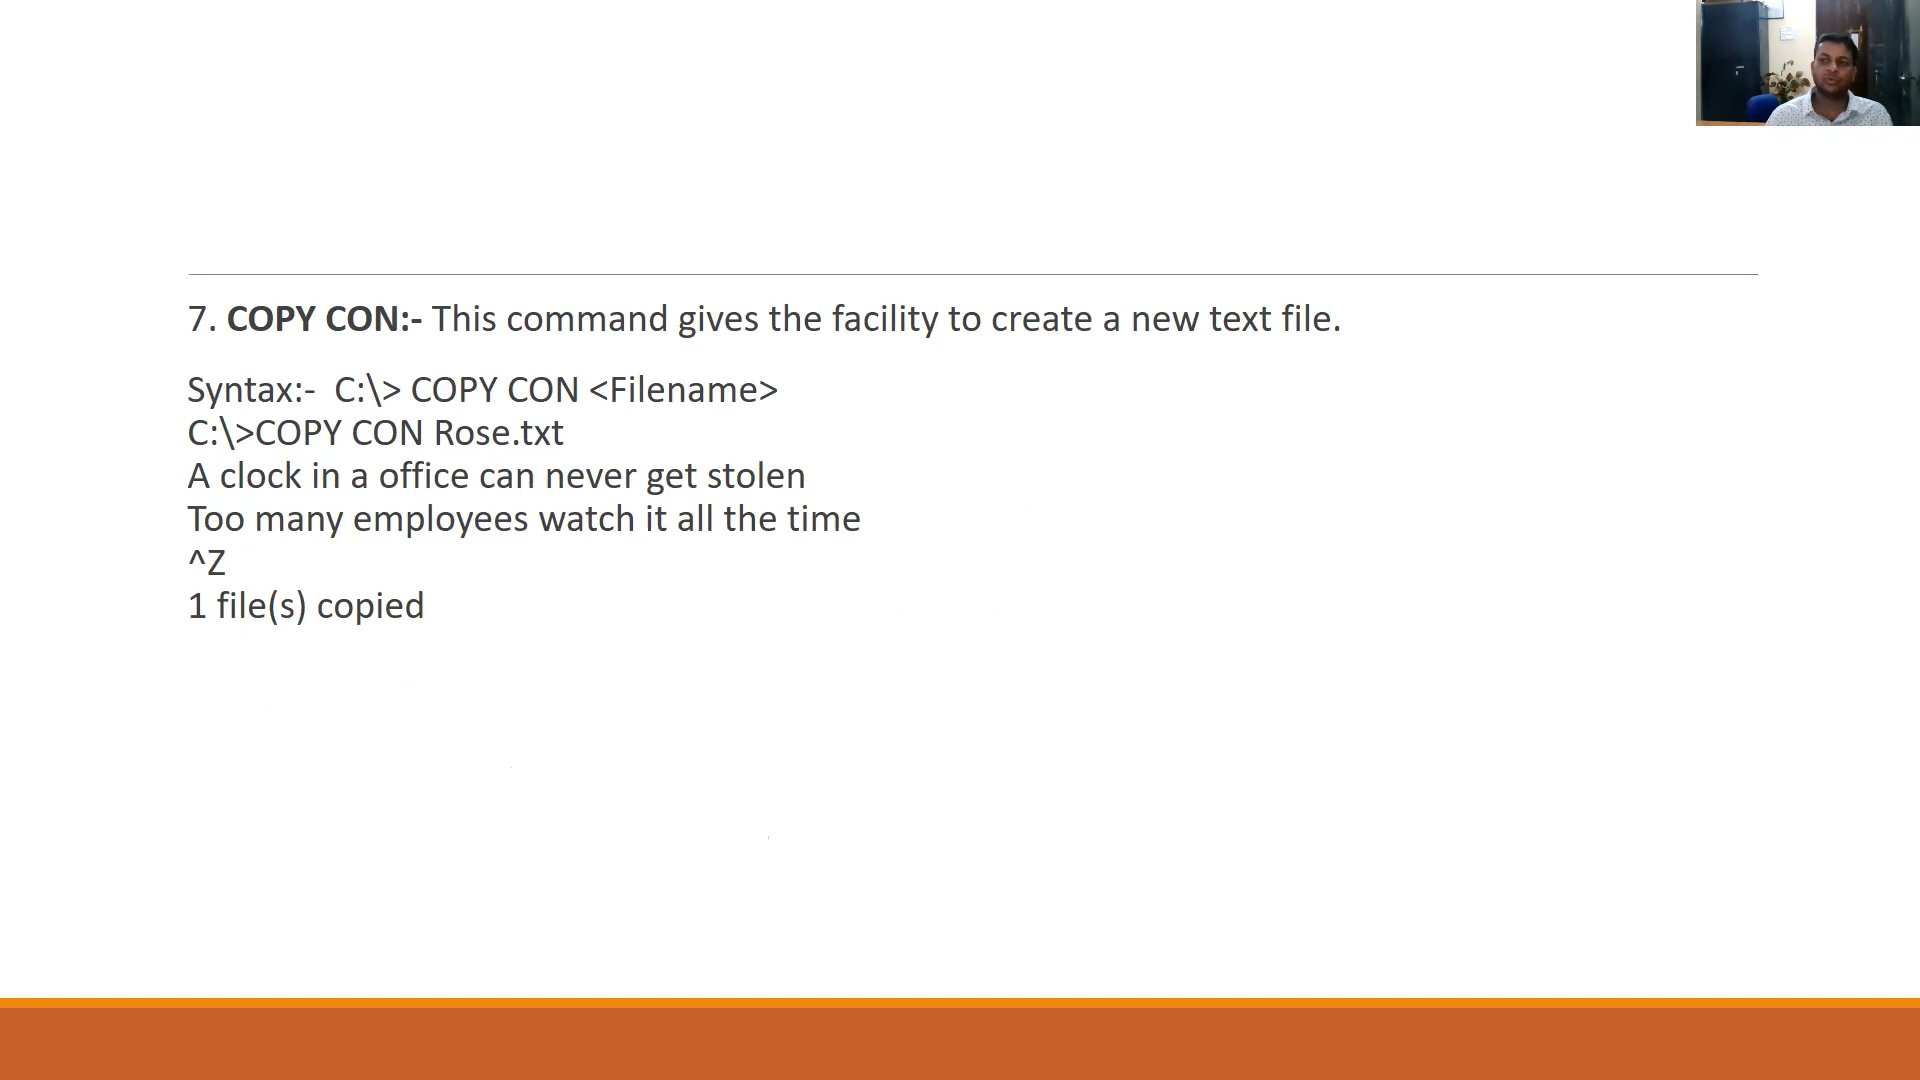 7. COPY CON:- This command gives the facility to create a new text file.
Syntax:-  C:\> COPY CON <Filename>
C:\>COPY CON Rose.txt
A clock in a office can never get stolen
Too many employees watch it all the time
^Z
1 file(s) copied